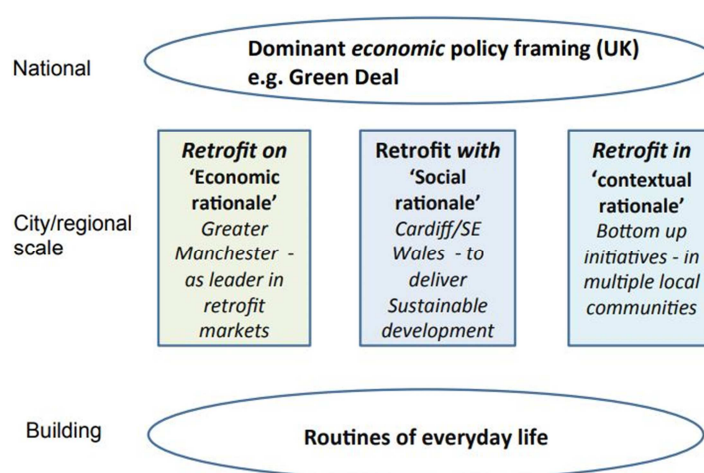 National
Dominant economic policy framing (UK)
e.g. Green Deal
City/regional
scale
Retrofit on
‘Economic
rationale’
Greater
Manchester -
as leader in
retrofit
markets
Retrofit with
‘Social
rationale’
Cardiff/SE
Wales - to
deliver
Sustainable
development
Retrofit in
‘contextual
rationale’
Bottom up
initiatives - in
multiple local
communities
Building
Routines of everyday life